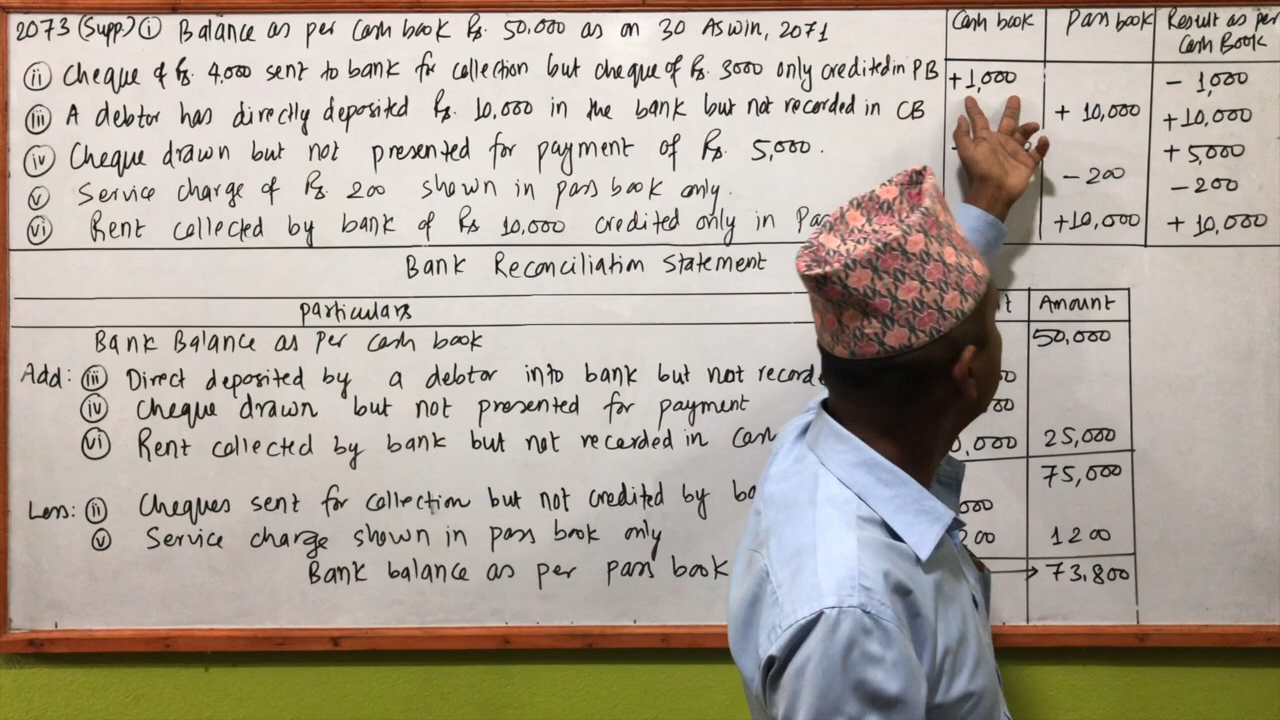 2073 (Supp.) (i) Balance as per Cash book Rs. 50,000 as on 30 Aswin, 2071
Cash book Pass book Result as per Cash Book
(ii) Cheque of Rs. 4,000 sent to bank for collection but cheque of Rs. 3000 only credited in PB +1,000 - 1,000
(iii) A debtor has directly deposited Rs. 10,000 in the bank but not recorded in CB + 10,000 +10,000
(iv) Cheque drawn but not presented for payment of Rs. 5,000. + 5,000
(v) Service charge of Rs. 200 shown in pass book only. - 200 - 200
(vi) Rent collected by bank of Rs 10,000 credited only in +10,000 + 10,000
Bank Reconciliation Statement
particulars Amount
Bank Balance as per cash book 50,000
Add: (iii) Direct deposited by a debtor into bank but not
(iv) Cheque drawn but not presented for payment
(vi) Rent collected by bank but not recorded in 25,000
75,000
Less: (ii) Cheques sent for collection but not credited by
(v) Service charge shown in pass book only 1200
Bank balance as per pass book 73,800